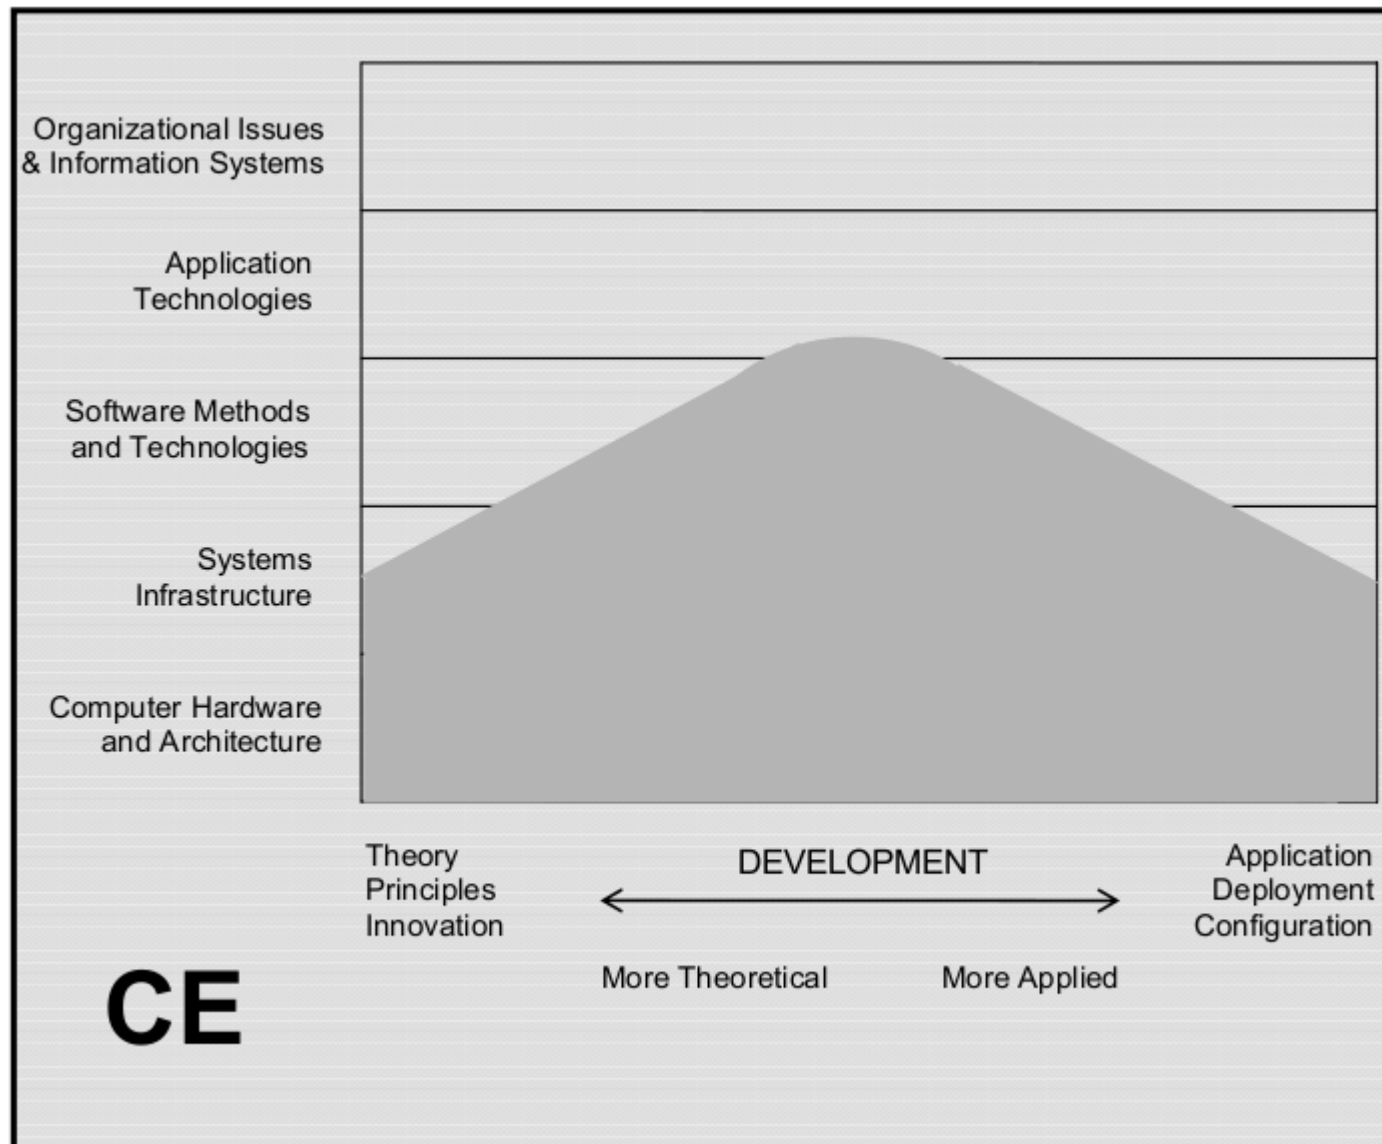 Organizational Issues
& Information Systems
Application
Technologies
Software Methods
and Technologies
Systems
Infrastructure
Computer Hardware
and Architecture
Theory
Principles
Innovation
DEVELOPMENT
Application
Deployment
Configuration
More Theoretical
More Applied
CE